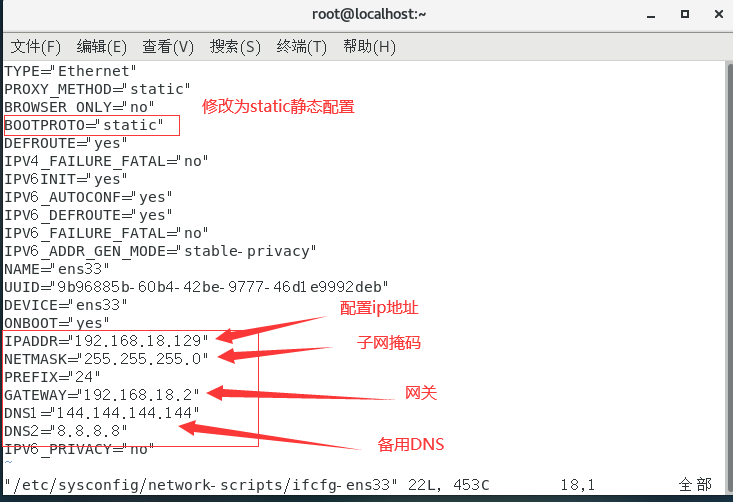 root@localhost:~
文件(F) 编辑(E) 查看(V) 搜索(S) 终端(T) 帮助(H)
TYPE="Ethernet"
PROXY_METHOD="static"
BROWSER_ONLY="no"
修改为static静态配置
BOOTPROTO="static"
DEFROUTE="yes"
IPV4_FAILURE_FATAL="no"
IPV6INIT="yes"
IPV6_AUTOCONF="yes"
IPV6_DEFROUTE="yes"
IPV6_FAILURE_FATAL="no"
IPV6_ADDR_GEN_MODE="stable-privacy"
NAME="ens33"
UUID="9b96885b-60b4-42be-9777-46d1e9992deb"
DEVICE="ens33"
配置ip地址
ONBOOT="yes"
IPADDR="192.168.18.129"
子网掩码
NETMASK="255.255.255.0"
PREFIX="24"
GATEWAY="192.168.18.2"
网关
DNS1="144.144.144.144"
DNS2="8.8.8.8"
备用DNS
IPV6_PRIVACY="no"
~
"/etc/sysconfig/network-scripts/ifcfg-ens33" 22L, 453C 18,1 全部